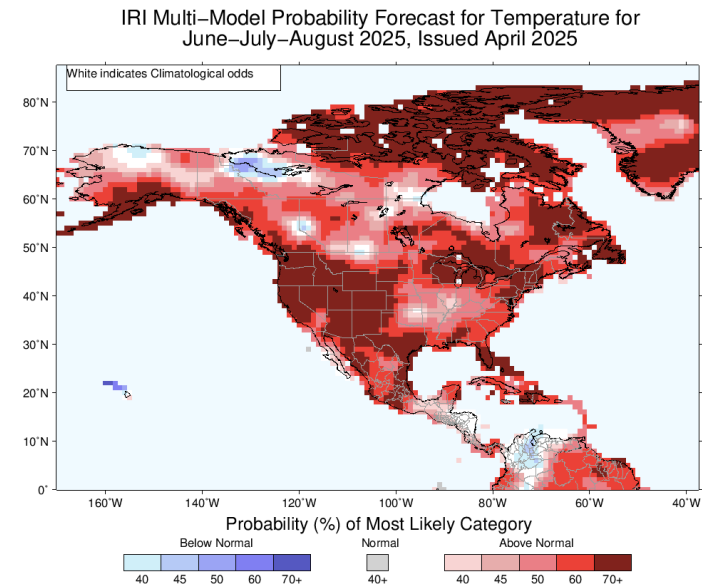 IRI Multi−Model Probability Forecast for Temperature for
June−July−August 2025, Issued April 2025
White indicates Climatological odds
80˚N
70˚N
60˚N
50˚N
40˚N
30˚N
20˚N
10˚N
0˚
160˚W 140˚W 120˚W 100˚W 80˚W 60˚W 40˚W
Probability (%) of Most Likely Category
Below Normal Normal Above Normal
40 45 50 60 70+ 40+ 40 45 50 60 70+